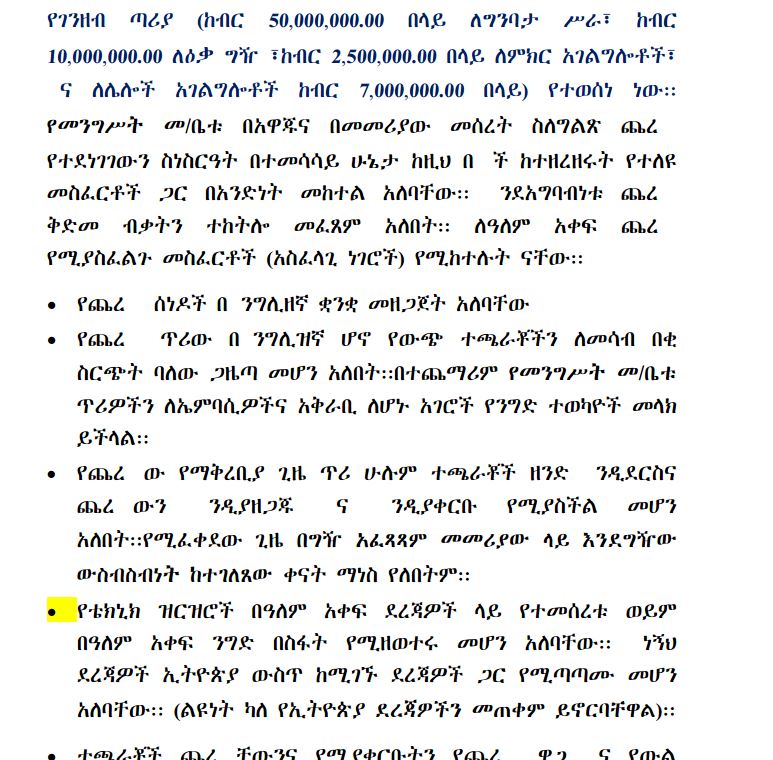 የገንዘብ ጣሪያ (ከብር 50,000,000.00 በላይ ለግንባታ ሥራ፣ ከብር
10,000,000.00 ለዕቃ ግዥ ፣ከብር 2,500,000.00 በላይ ለምክር አገልግሎቶች፣
ና ለሌሎች አገልግሎቶች ከብር 7,000,000.00 በላይ) የተወሰነ ነው፡፡
የመንግሥት መ/ቤቱ በአዋጁና በመመሪያው መሰረት ስለግልጽ ጨረ
የተደነገገውን ስነስርዓት በተመሳሳይ ሁኔታ ከዚህ በ ች ከተዘረዘሩት የተለዩ
መስፈርቶች ጋር በአንድነት መከተል አለባቸው፡፡ ንደአግባብነቱ ጨረ
ቅድመ ብቃትን ተከትሎ መፈጸም አለበት፡፡ ለዓለም አቀፍ ጨረ
የሚያስፈልጉ መስፈርቶች (አስፈላጊ ነገሮች) የሚከተሉት ናቸው፡፡
• የጨረ ሰነዶች በ ንግሊዘኛ ቋንቋ መዘጋጀት አለባቸው
• የጨረ ጥሪው በ ንግሊዝኛ ሆኖ የውጭ ተጫራቾችን ለመሳብ በቂ
ስርጭት ባለው ጋዜጣ መሆን አለበት፡፡በተጨማሪም የመንግሥት መ/ቤቱ
ጥሪዎችን ለኤምባሲዎችና አቅራቢ ለሆኑ አገሮች የንግድ ተወካዮች መላክ
ይችላል፡፡
• የጨረ ው የማቅረቢያ ጊዜ ጥሪ ሁሉም ተጫራቾች ዘንድ ንዲደርስና
ጨረ ውን ንዲያዘጋጁ ና ንዲያቀርቡ የሚያስችል መሆን
አለበት፡፡የሚፈቀደው ጊዜ በግዥ አፈጻጸም መመሪያው ላይ እንደግዥው
ውስብስብነት ከተገለጸው ቀናት ማነስ የለበትም፡፡
• የቴክኒክ ዝርዝሮች በዓለም አቀፍ ደረጃዎች ላይ የተመሰረቱ ወይም
በዓለም አቀፍ ንግድ በስፋት የሚዘወተሩ መሆን አለባቸው፡፡ ነኝህ
ደረጃዎች ኢትዮጵያ ውስጥ ከሚገኙ ደረጃዎች ጋር የሚጣጣሙ መሆን
አለባቸው፡፡ (ልዩነት ካለ የኢትዮጵያ ደረጃዎችን መጠቀም ይኖርባቸዋል)፡፡
• ተጫራቾች ጨረ ቸውንና የሚያቀርቡትን የጨረ ዋጋ ና የውል